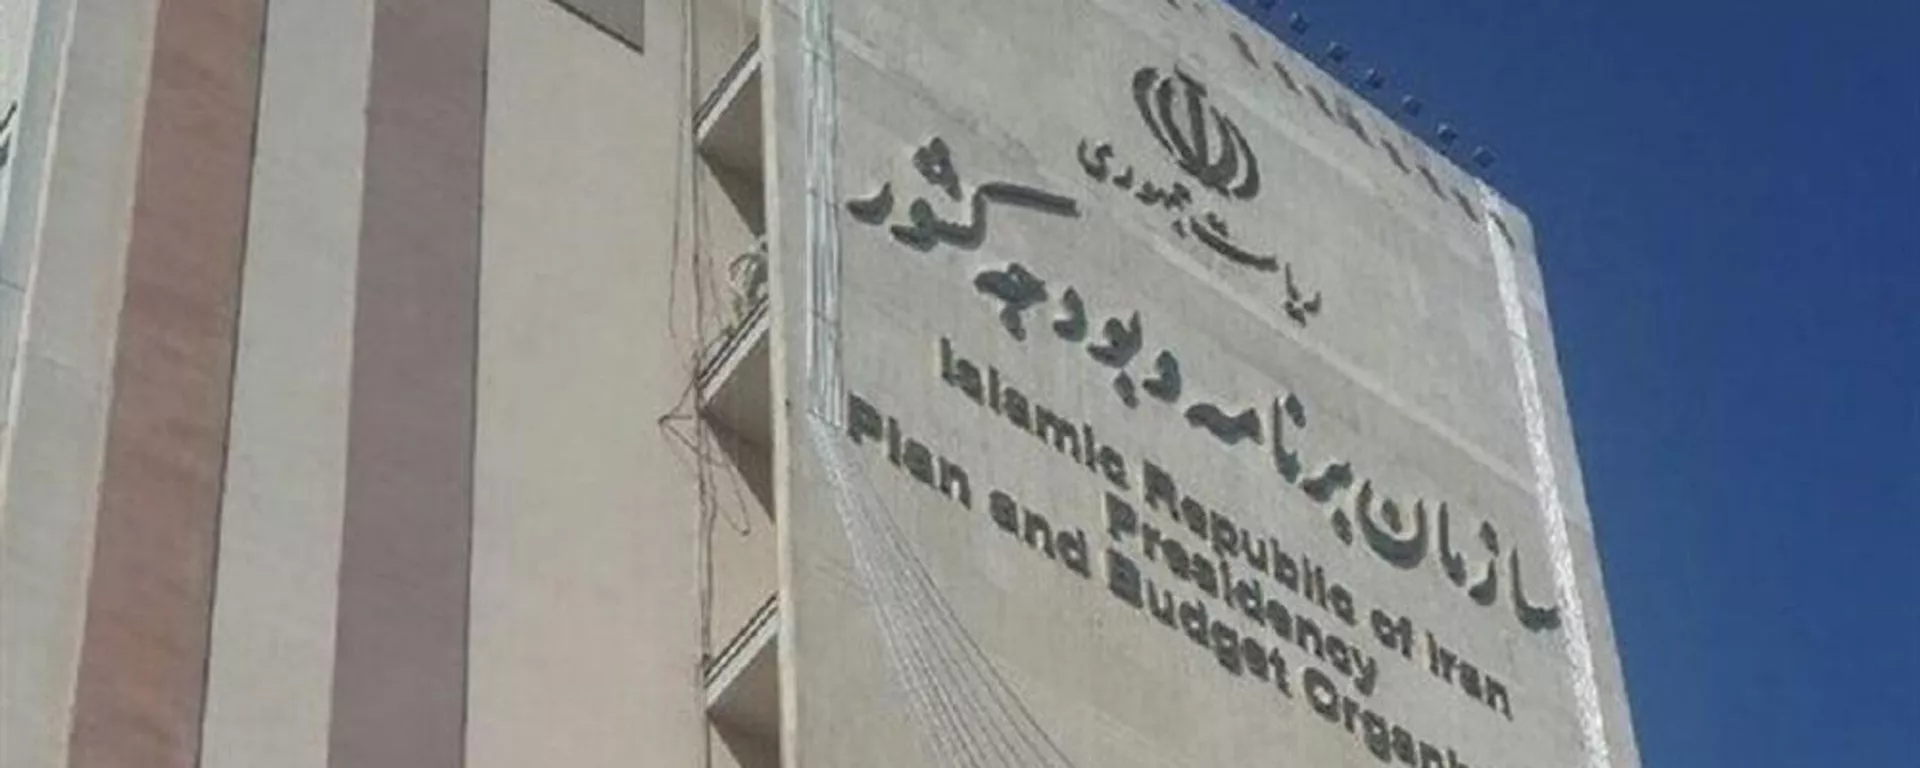 ریاست جمهوری
سازمان برنامه و بودجه کشور
Islamic Republic of Iran
Presidency
Plan and Budget